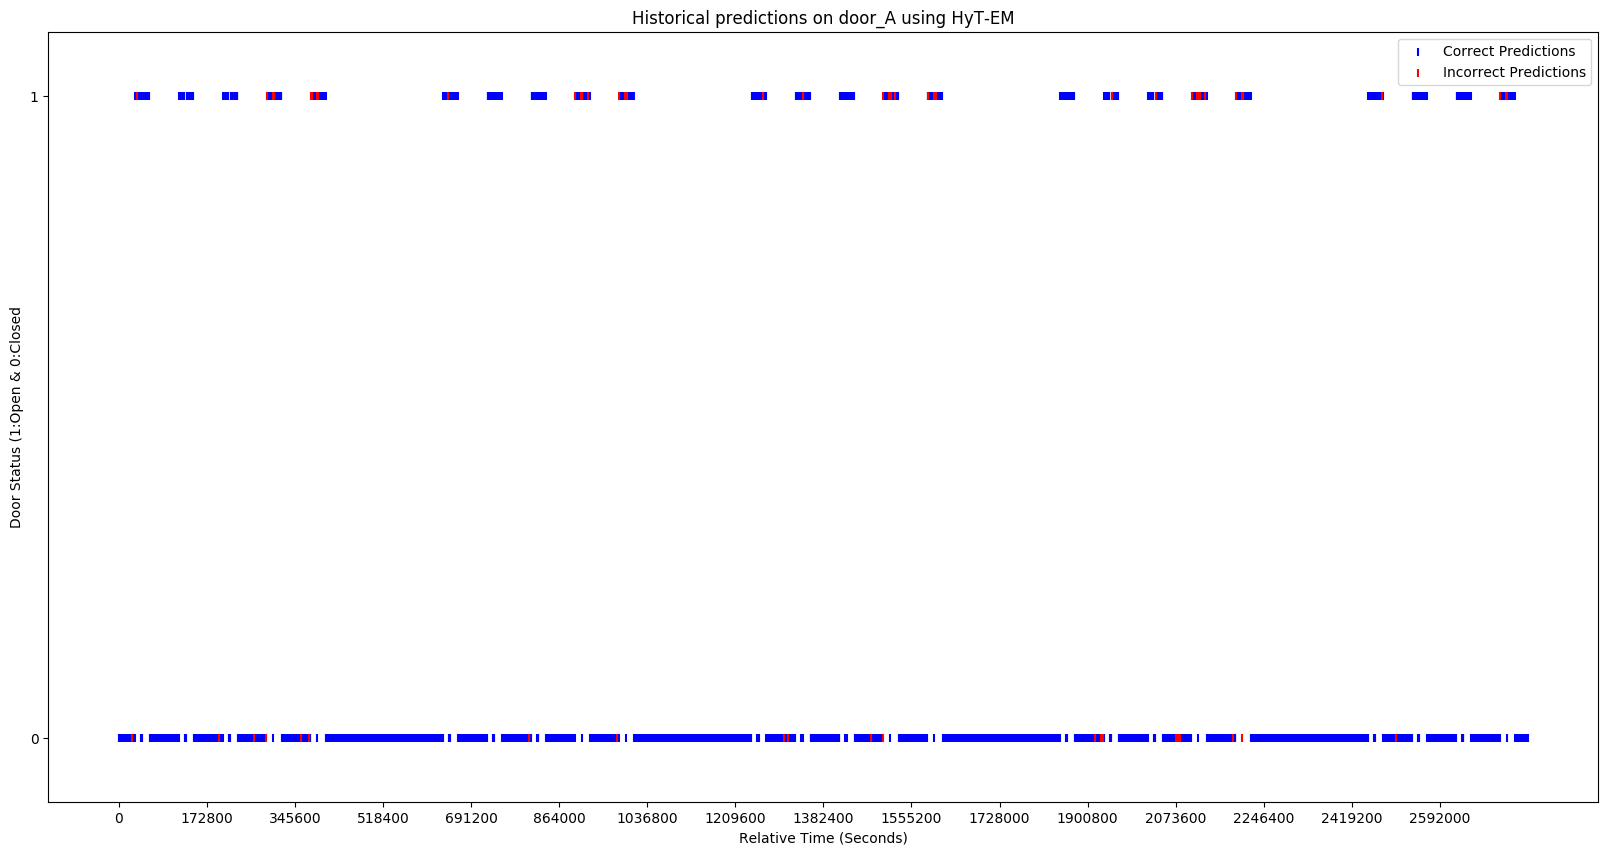 Historical predictions on door_A using HyT-EM
Correct Predictions
Incorrect Predictions
1
0
Door Status (1:Open & 0:Closed
0 172800 345600 518400 691200 864000 1036800 1209600 1382400 1555200 1728000 1900800 2073600 2246400 2419200 2592000
Relative Time (Seconds)